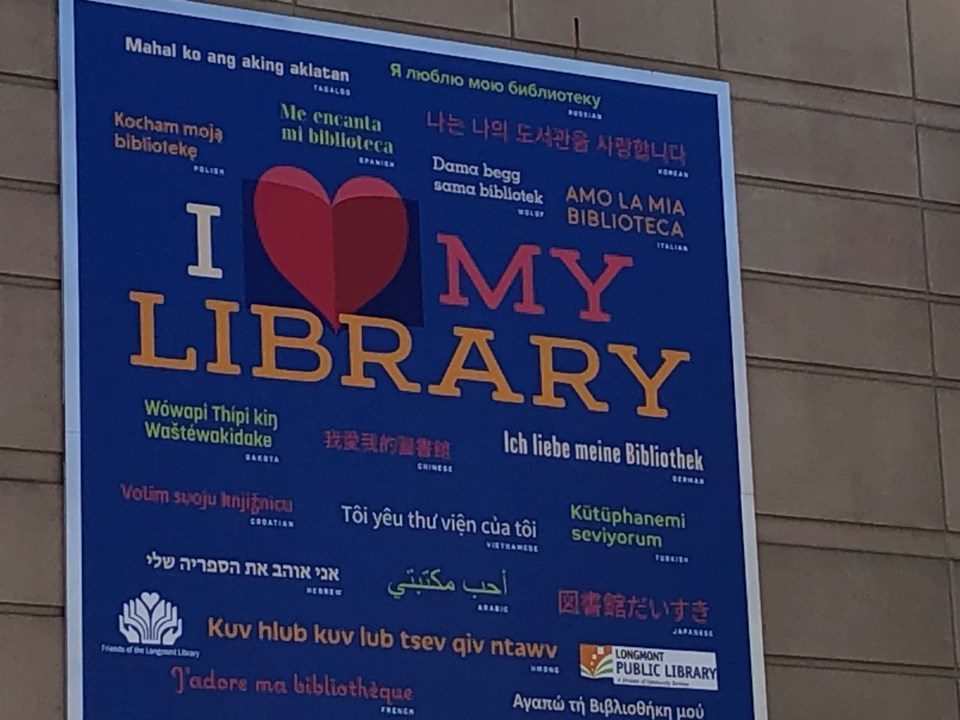 Mahal ko ang aking aklatan
TAGALOG
Я люблю мою библиотеку
RUSSIAN
Kocham moją
bibliotekę
POLISH
Me encanta
mi biblioteca
SPANISH
나는 나의 도서관을 사랑합니다
KOREAN
Dama begg
sama bibliotek
WOLOF
AMO LA MIA
BIBLIOTECA
ITALIAN
I MY
LIBRARY
Wówapi Thípi kiŋ
Waštéwakidake
DAKOTA
我愛我的圖書館
CHINESE
Ich liebe meine Bibliothek
GERMAN
Volim svoju knjižnicu
CROATIAN
Tôi yêu thư viện của tôi
VIETNAMESE
Kütüphanemi
seviyorum
TURKISH
אני אוהב את הספריה שלי
HEBREW
أحب مكتبتي
ARABIC
図書館だいすき
JAPANESE
Friends of the Longmont Library
Kuv hlub kuv lub tsev qiv ntawv
HMONG
LONGMONT
PUBLIC LIBRARY
A Division of Community Services
J'adore ma bibliothèque
FRENCH
Αγαπώ τή Βιβλιοθήκη μού